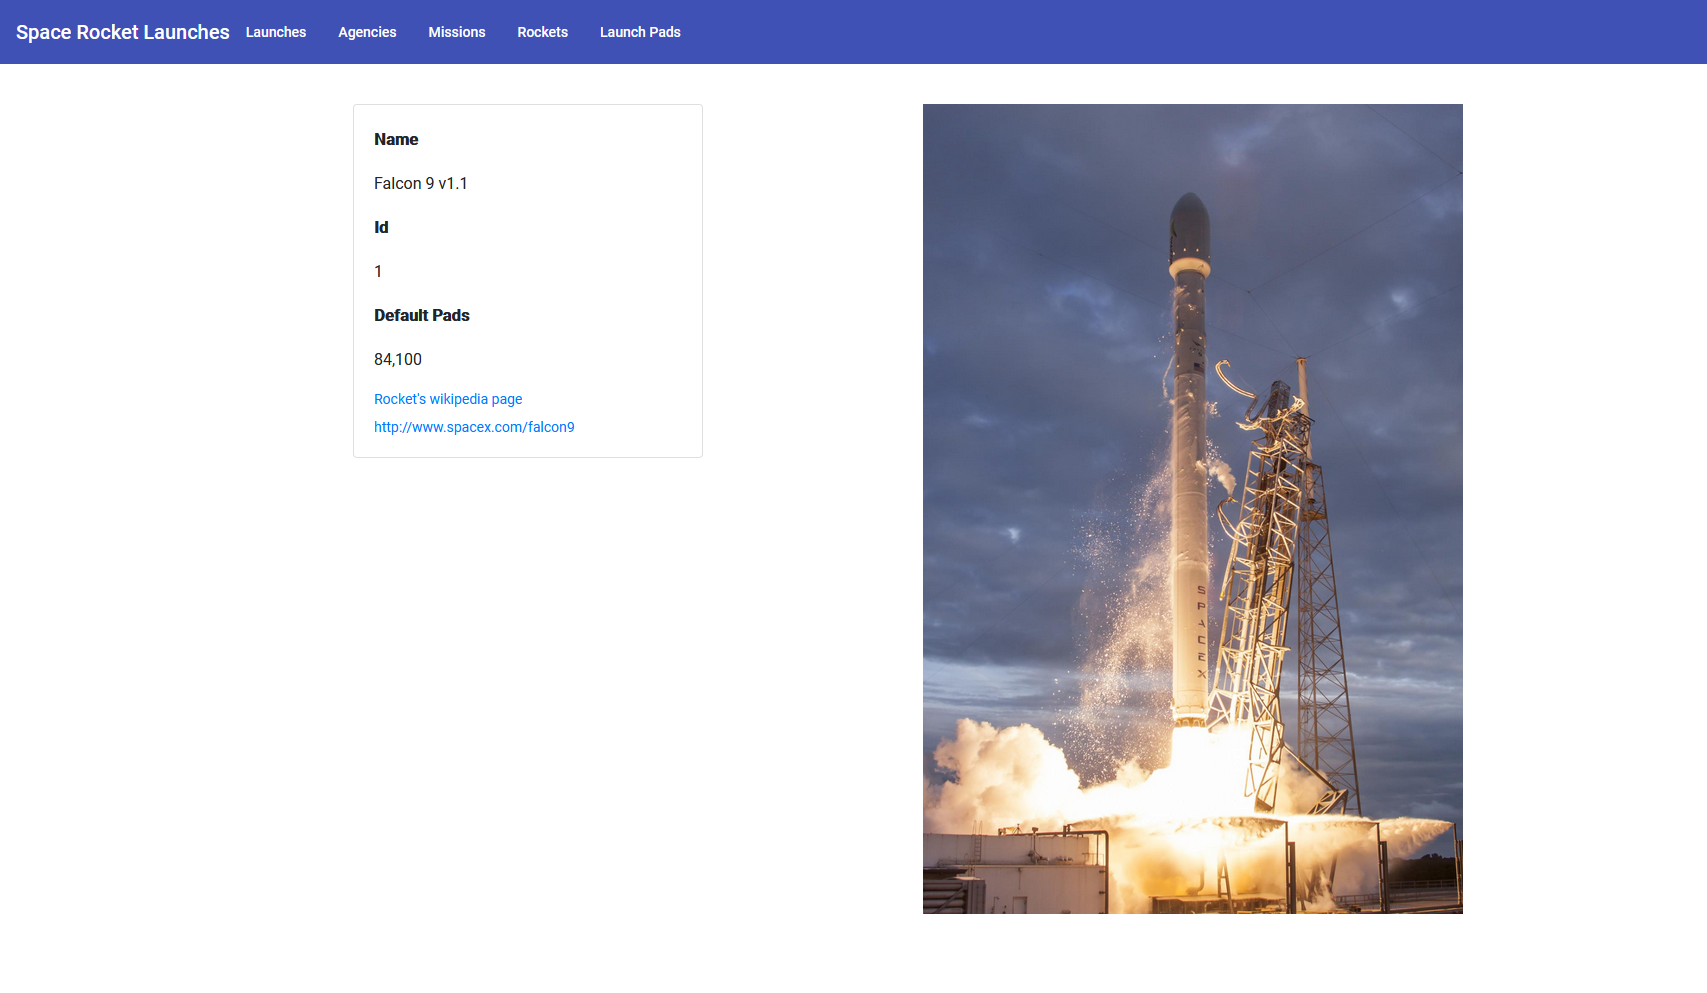 Space Rocket Launches Launches Agencies Missions Rockets Launch Pads
Name
Falcon 9 v1.1
Id
1
Default Pads
84,100
Rocket's wikipedia page
http://www.spacex.com/falcon9
SPACEX